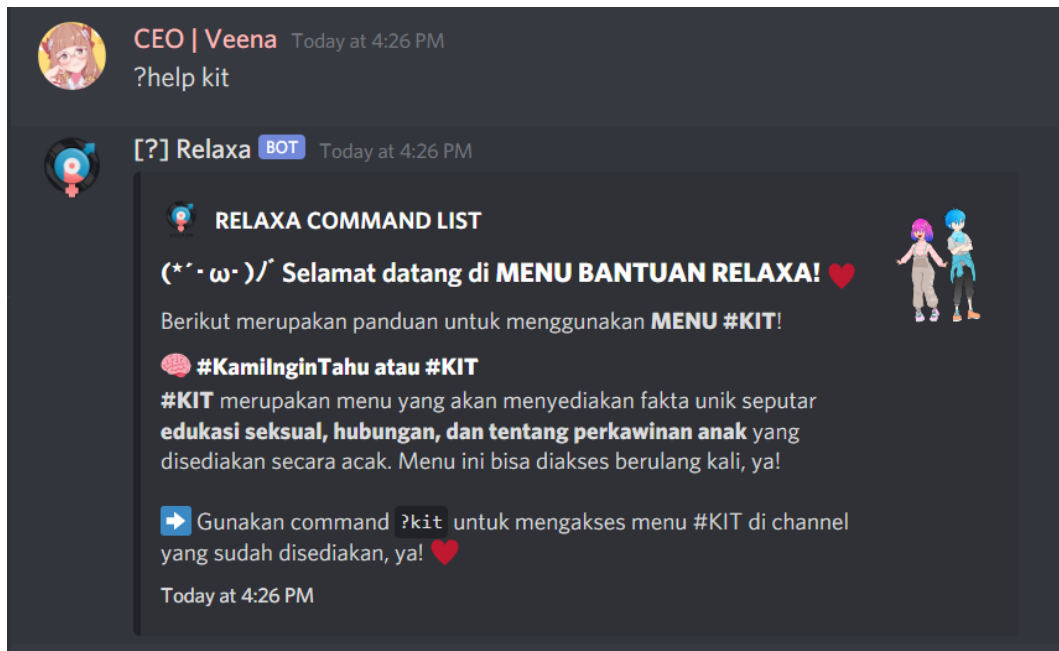 CEO | Veena Today at 4:26 PM
?help kit
[?] Relaxa BOT Today at 4:26 PM
RELAXA COMMAND LIST
(*´･ω･)ﾉﾞ Selamat datang di MENU BANTUAN RELAXA!
Berikut merupakan panduan untuk menggunakan MENU #KIT!
#KamiInginTahu atau #KIT
#KIT merupakan menu yang akan menyediakan fakta unik seputar
edukasi seksual, hubungan, dan tentang perkawinan anak yang
disediakan secara acak. Menu ini bisa diakses berulang kali, ya!
Gunakan command ?kit untuk mengakses menu #KIT di channel
yang sudah disediakan, ya!
Today at 4:26 PM